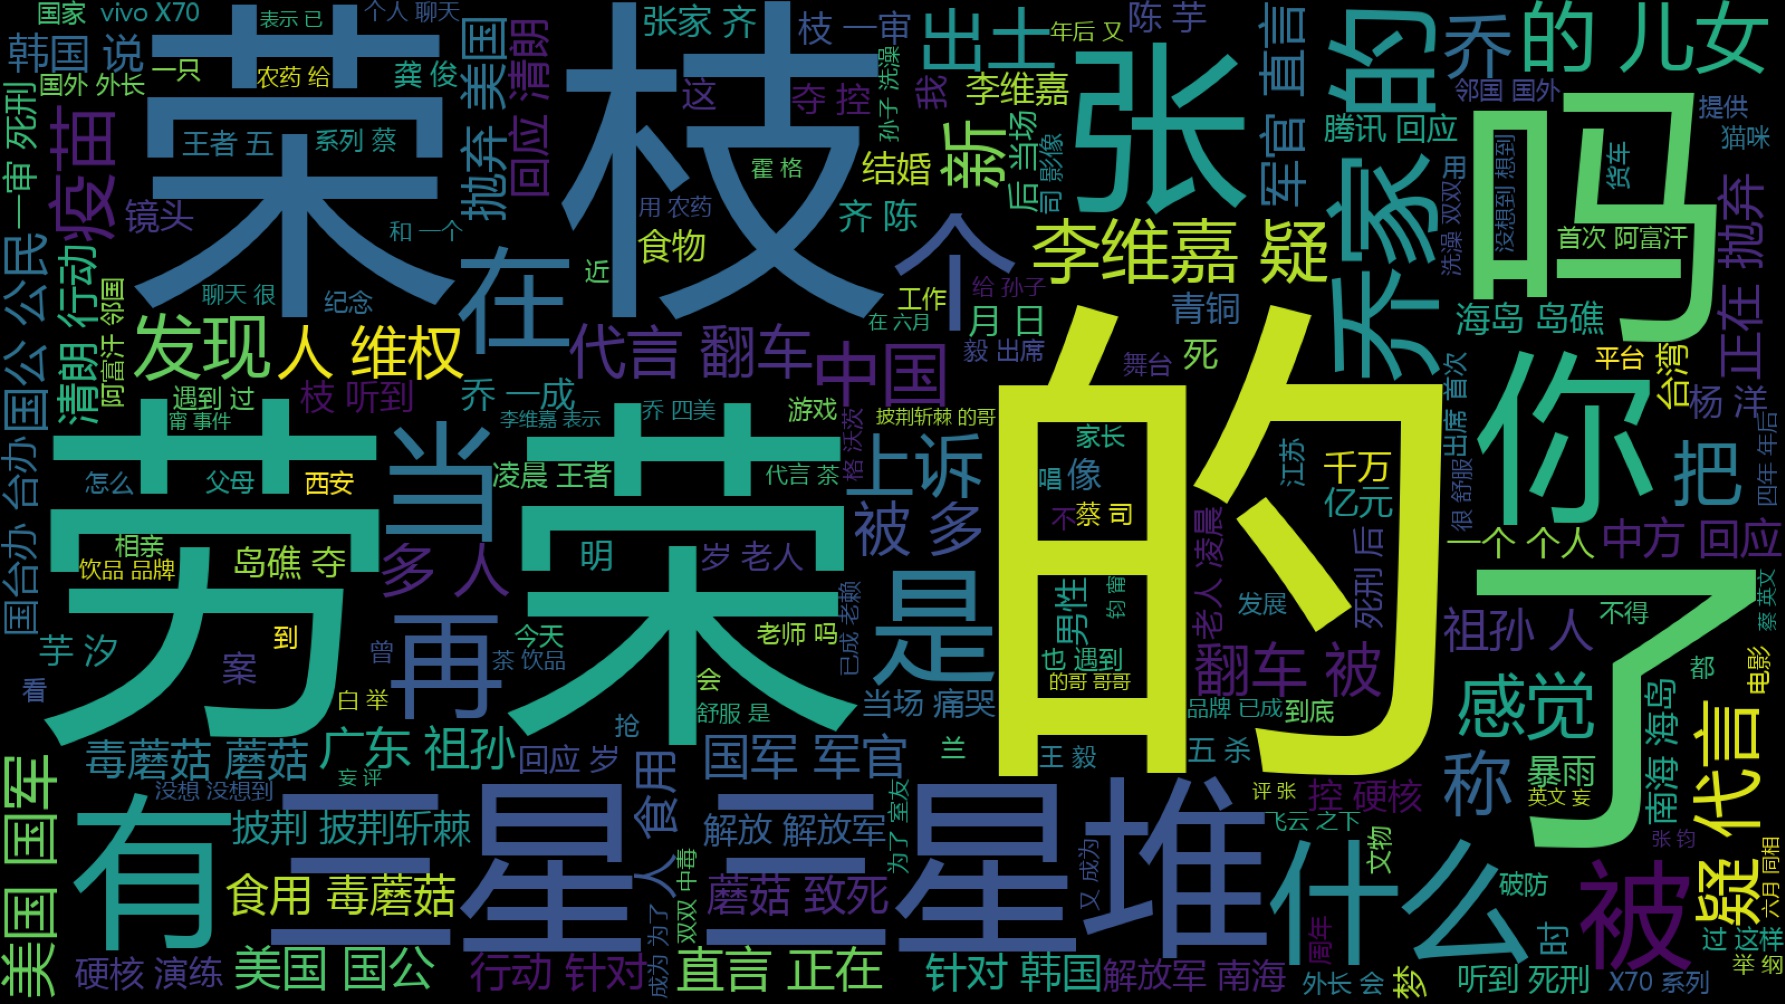 国家
vivo X70
表示 已
个人 聊天
张家 齐
枝 一审
出土
年后 又
陈 芋
直言
的
乔
的 儿女
韩国 说
荣
枝
美国
清朗
国外 外长
一只
农药 给
龚 俊
这
夺 控
孙子 洗澡
我
李维嘉
张
邻国 国外
吗
提供
猫咪
一审 死刑
疫苗
王者 五
系列 蔡
抛弃
回应
霍 格
结婚
新
后 当场
司 影像
军官
腾讯 回应
洗澡 双双
用
没想到 想到
货车
镜头
和 一个
用 农药
齐 陈
食物
个
李维嘉 疑
乔家
首次 阿富汗
正在 抛弃
国公 公民
清朗 行动
阿富汗 邻国
聊天 很
纪念
在
近
工作
给 孙子
在 六月
月 日
青铜
海岛 岛礁
发现
人 维权
代言 翻车
中国
毅 出席
舞台
死
出席 首次
你
平台
台湾
杨 洋
遇到 过
甯 事件
枝 听到
乔 一成
李维嘉 表示
乔 四美
游戏
格 沃茨
披荆斩棘 的哥
的
国台办 台办
劳
怎么
父母
西安
当
凌晨 王者
荣
代言 茶
上诉
家长
唱
像
江苏
千万
亿元
很 舒服
把
四年 年后
相亲
饮品 品牌
岛礁 夺
多 人
明
岁 老人
被 多
不
蔡 司
老人 凌晨
死刑 后
一个 个人
中方 回应
了
芋 汐
到
再
今天
老师 吗
已成 老赖
是
男性
钧 甯
发展
祖孙 人
不得
蔡 英文
看
案
曾
茶 饮品
会
也 遇到
的哥 哥哥
翻车 被
感觉
都
电影
白 举
抢
舒服 是
当场 痛哭
品牌 已成
到底
毒蘑菇 蘑菇
广东 祖孙
回应 岁
食用
国军 军官
兰
王 毅
五 杀
称
暴雨
英文 妄
南海 海岛
代言
美国 国军
没想 没想到
妄 评
三星
三星堆
为了 室友
评 张
控 硬核
张 钧
有
披荆 披荆斩棘
解放 解放军
飞云 之下
什么
文物
食用 毒蘑菇
人
双双 中毒
蘑菇 致死
又 成为
破防
被
疑
六月 同相
硬核 演练
美国 国公
行动 针对
成为 为了
直言 正在
针对 韩国
解放军 南海
周年
外长 会
梦
听到 死刑
时
X70 系列
过 这样
举 纲